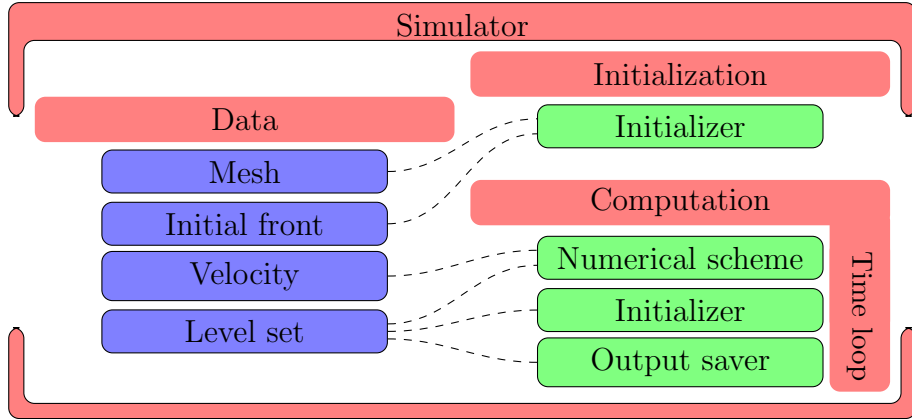 Simulator
Data
Mesh
Initial front
Velocity
Level set
Initialization
Initializer
Computation
Numerical scheme
Initializer
Output saver
Time loop